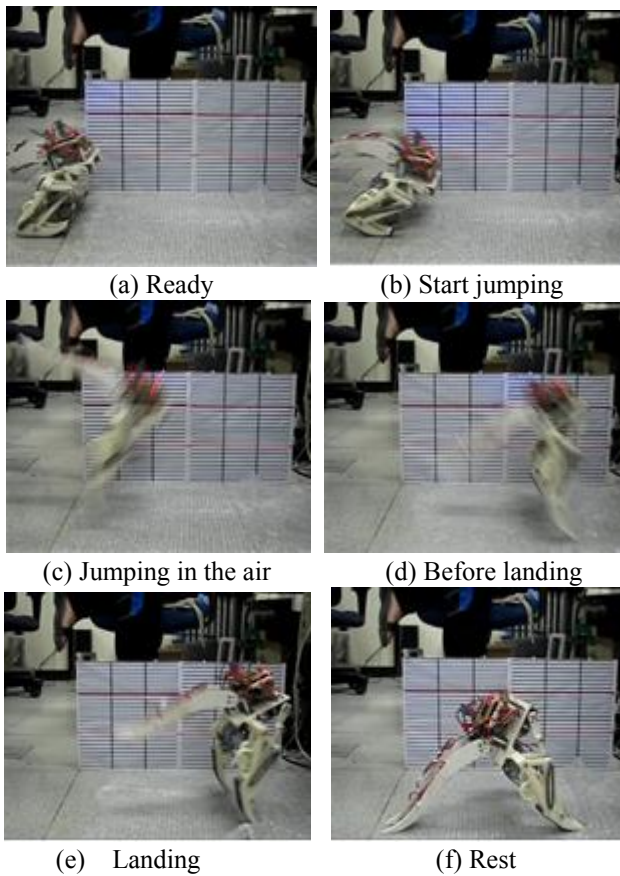 (a) Ready
(b) Start jumping
(c) Jumping in the air
(d) Before landing
(e) Landing
(f) Rest